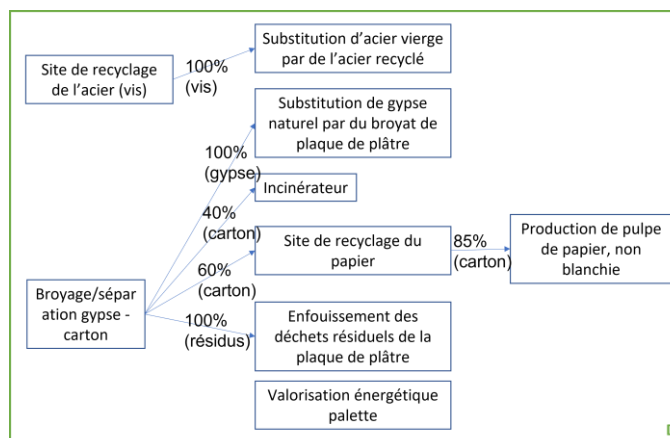 Site de recyclage
de l'acier (vis)
100%
(vis)
Substitution d'acier vierge
par de l'acier recyclé
Substitution de gypse
naturel par du broyat de
plaque de plâtre
100%
(gypse)
Incinérateur
40%
(carton)
Site de recyclage du
papier
85%
(carton)
Production de pulpe
de papier, non
blanchie
60%
(carton)
Broyage/sépar
ation gypse -
carton
100%
(résidus)
Enfouissement des
déchets résiduels de la
plaque de plâtre
Valorisation énergétique
palette